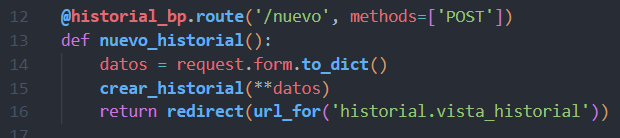 12 @historial_bp.route('/nuevo', methods=['POST'])
13 def nuevo_historial():
14     datos = request.form.to_dict()
15     crear_historial(**datos)
16     return redirect(url_for('historial.vista_historial'))
17